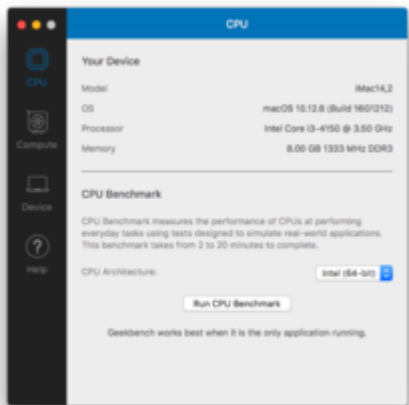 CPU
CPU
Compute
Device
Help
Your Device
Model iMac14,2
OS macOS 10.12.6 (Build 16G1212)
Processor Intel Core i3-4150 @ 3.50 GHz
Memory 8.00 GB 1333 MHz DDR3
CPU Benchmark
CPU Benchmark measures the performance of CPUs at performing
everyday tasks using tests designed to simulate real-world applications.
This benchmark takes from 2 to 20 minutes to complete.
CPU Architecture: Intel (64-bit)
Run CPU Benchmark
Geekbench works best when it is the only application running.